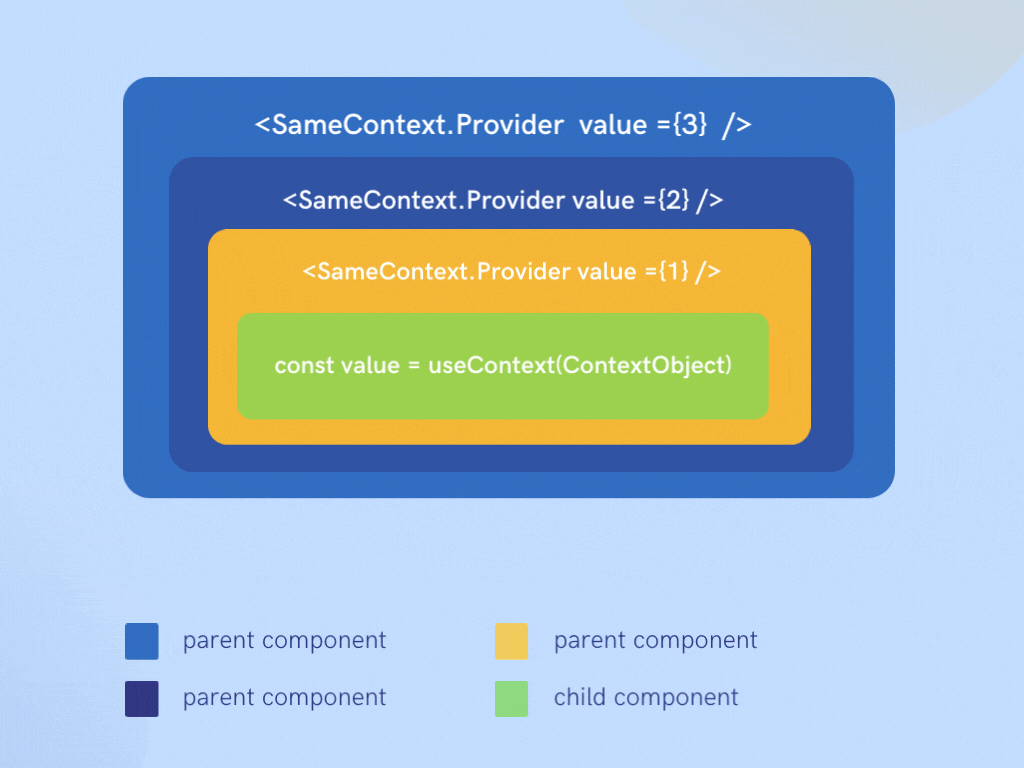 <SameContext.Provider  value ={3}  />
<SameContext.Provider value ={2} />
<SameContext.Provider value ={1} />
const value = useContext(ContextObject)
parent component
parent component
parent component
child component